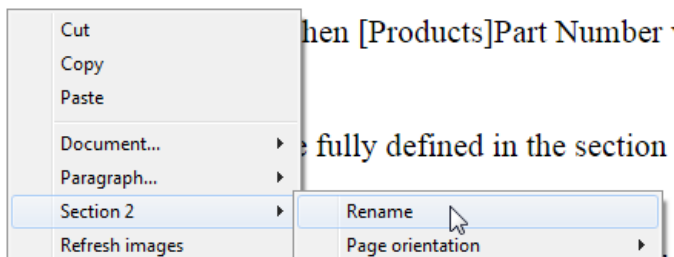 Cut
hen [Products]Part Number
Copy
Paste
Document...
fully defined in the section
Paragraph...
Section 2
Rename
Refresh images
Page orientation